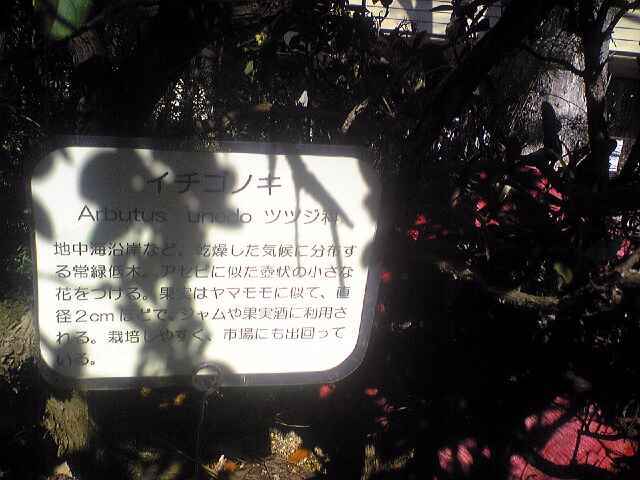 イチゴノキ
Arbutus unedo ツツジ科
地中海沿岸など、乾燥した気候に分布す
る常緑低木。アセビに似た壺状の小さな
花をつける。果実はヤマモモに似て、直
径2cmほどで、ジャムや果実酒に利用さ
れる。栽培しやすく、市場にも出回って
いる。